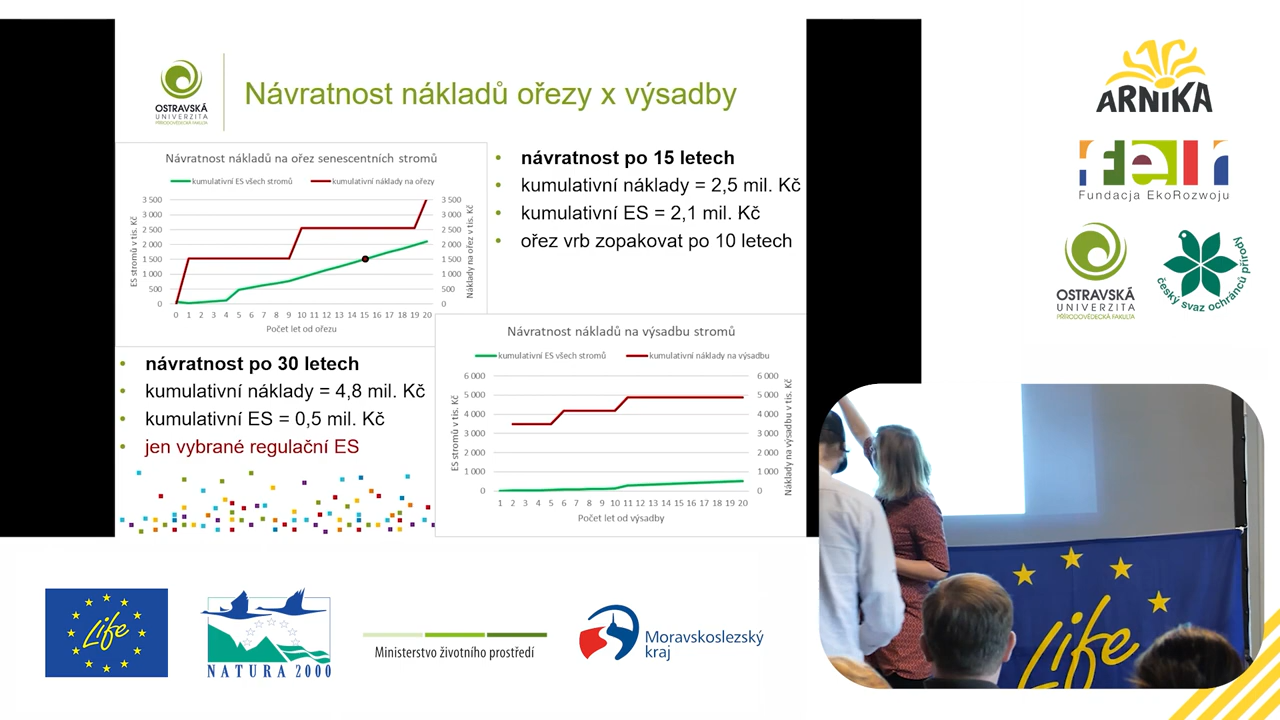 OSTRAVSKÁ
UNIVERZITA
PŘÍRODOVĚDECKÁ FAKULTA
Návratnost nákladů ořezy x výsadby
Návratnost nákladů na ořez senescentních stromů
kumulativní ES všech stromů
kumulativní náklady na ořezy
ES stromů v tis. Kč
3 500
3 000
2 500
2 000
1 500
1 000
500
0
3 500
3 000
2 500
2 000
1 500
1 000
500
0
Náklady na ořez v tis. Kč
0 1 2 3 4 5 6 7 8 9 10 11 12 13 14 15 16 17 18 19 20
Počet let od ořezu
• návratnost po 15 letech
• kumulativní náklady = 2,5 mil. Kč
• kumulativní ES = 2,1 mil. Kč
• ořez vrb zopakovat po 10 letech
• návratnost po 30 letech
• kumulativní náklady = 4,8 mil. Kč
• kumulativní ES = 0,5 mil. Kč
• jen vybrané regulační ES
Návratnost nákladů na výsadbu stromů
kumulativní ES všech stromů
kumulativní náklady na výsadbu
ES stromů v tis. Kč
6 000
5 000
4 000
3 000
2 000
1 000
0
6 000
5 000
4 000
3 000
2 000
1 000
0
Náklady na výsadbu v tis. Kč
1 2 3 4 5 6 7 8 9 10 11 12 13 14 15 16 17 18 19 20
Počet let od výsadby
ARNIKA
feri
Fundacja EkoRozwoju
OSTRAVSKÁ
UNIVERZITA
PŘÍRODOVĚDECKÁ FAKULTA
český svaz ochránců přírody
Life
Life
NATURA 2000
Ministerstvo životního prostředí
Moravskoslezský
kraj